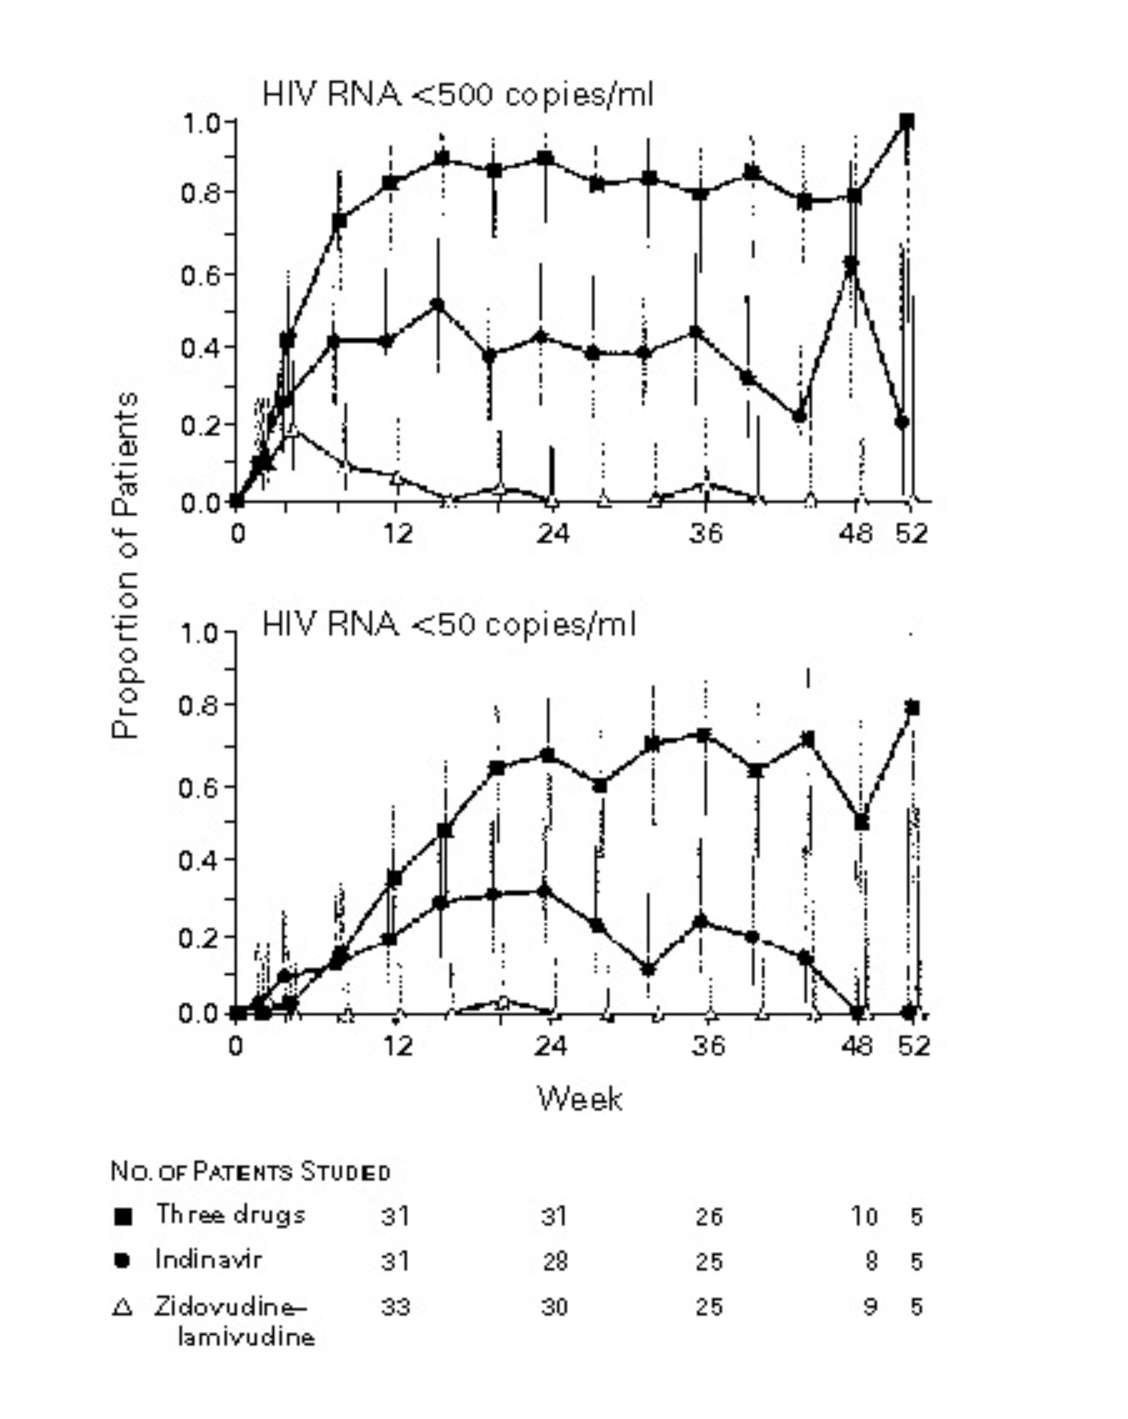 HIV RNA <500 copies/ml
1.0
0.8
0.6
0.4
0.2
0.0
0 12 24 36 48 52
Proportion of Patients
HIV RNA <50 copies/ml
1.0
0.8
0.6
0.4
0.2
0.0
0 12 24 36 48 52
Week
NO. OF PATENTS STUDED
Three drugs 31 31 26 10 5
Indinavir 31 28 25 8 5
Zidovudine– 33 30 25 9 5
lamivudine